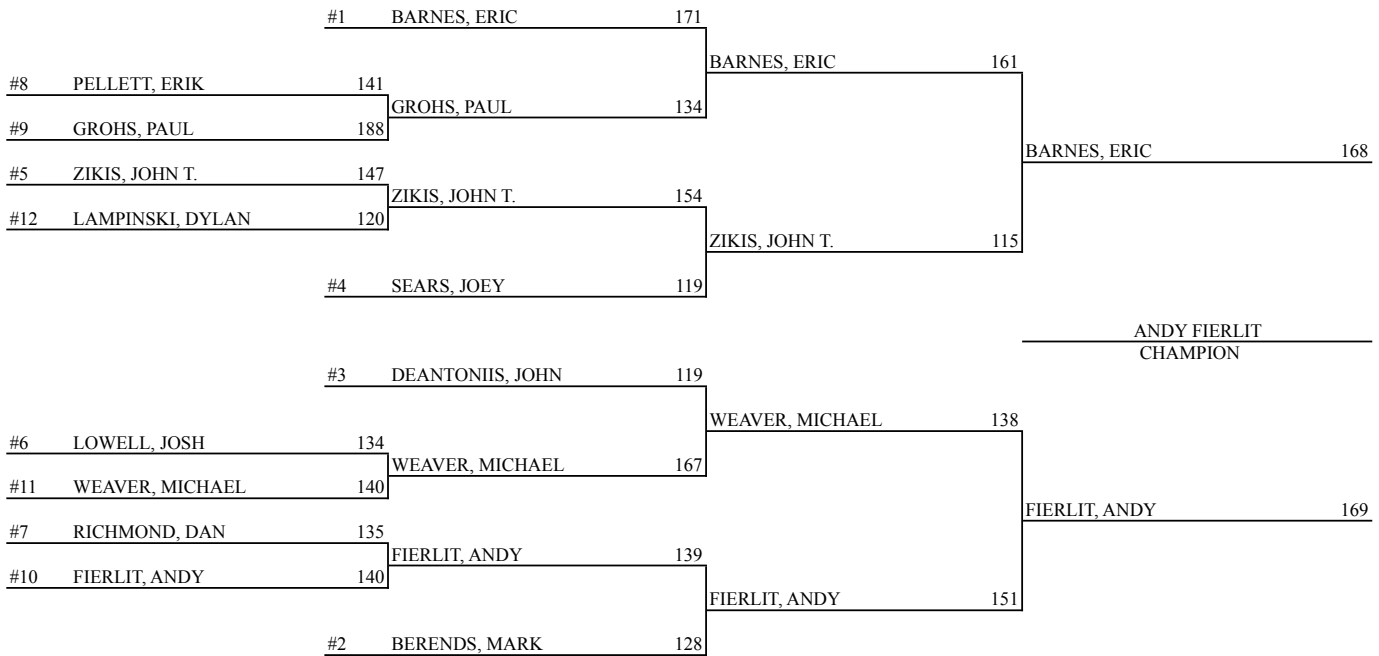 #1 BARNES, ERIC 171
BARNES, ERIC 161
#8 PELLETT, ERIK 141
GROHS, PAUL 134
#9 GROHS, PAUL 188
BARNES, ERIC 168
#5 ZIKIS, JOHN T. 147
ZIKIS, JOHN T. 154
#12 LAMPINSKI, DYLAN 120
ZIKIS, JOHN T. 115
#4 SEARS, JOEY 119
ANDY FIERLIT
CHAMPION
#3 DEANTONIIS, JOHN 119
WEAVER, MICHAEL 138
#6 LOWELL, JOSH 134
WEAVER, MICHAEL 167
#11 WEAVER, MICHAEL 140
FIERLIT, ANDY 169
#7 RICHMOND, DAN 135
FIERLIT, ANDY 139
#10 FIERLIT, ANDY 140
FIERLIT, ANDY 151
#2 BERENDS, MARK 128